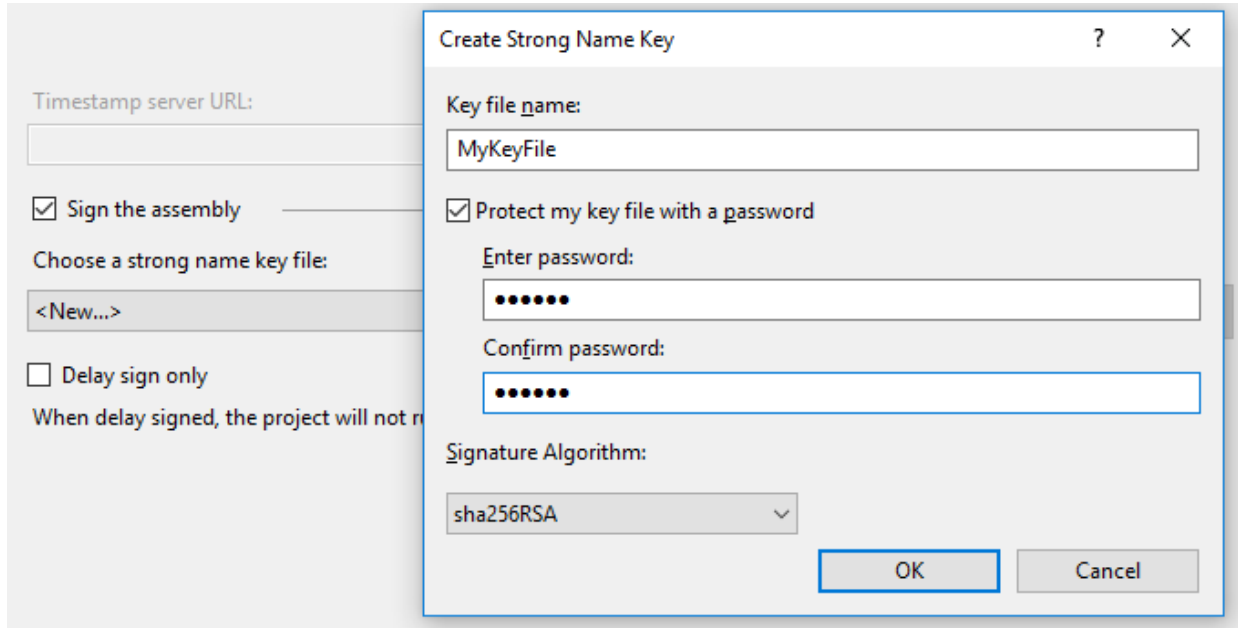 Create Strong Name Key
?
Timestamp server URL:
Sign the assembly
Choose a strong name key file:
<New...>
Delay sign only
When delay signed, the project will not
Key file name:
MyKeyFile
Protect my key file with a password
Enter password:
●●●●●●
Confirm password:
●●●●●●
Signature Algorithm:
sha256RSA
OK
Cancel